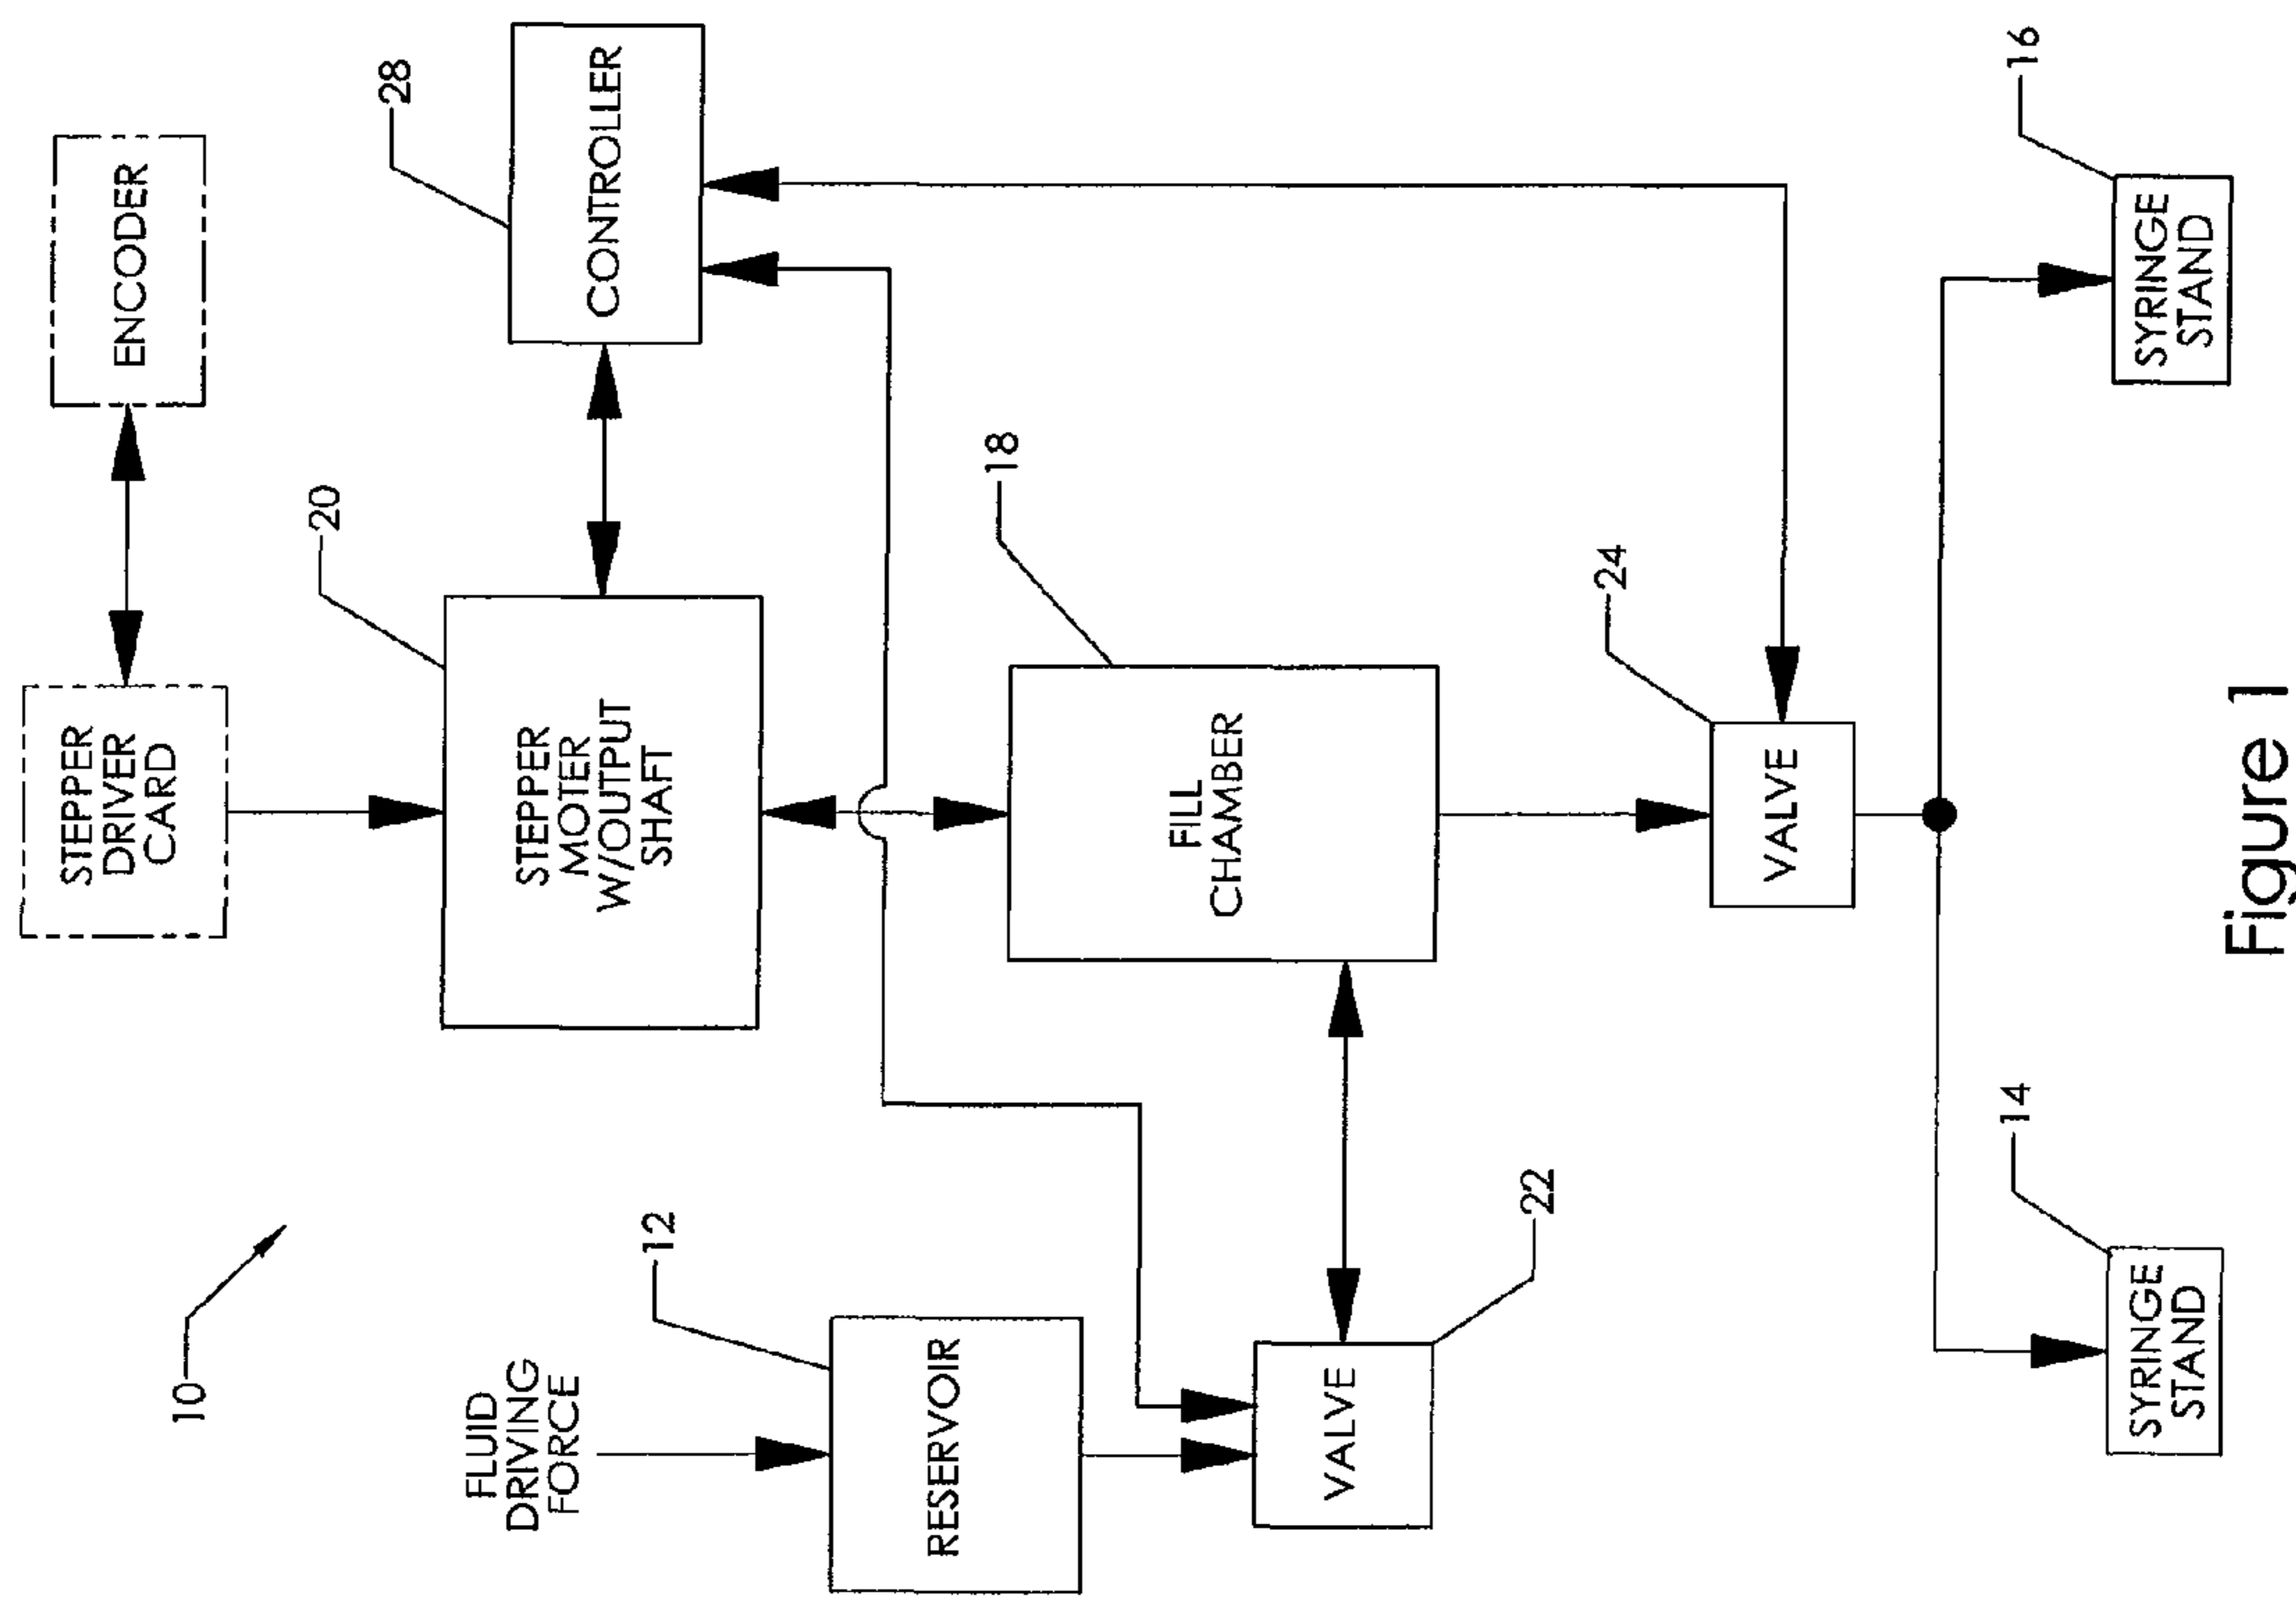 10
STEPPER
DRIVER
CARD
ENCODER
20
28
STEPPER
MOTER
W/OUTPUT
SHAFT
CONTROLLER
FLUID
DRIVING
FORCE
12
RESERVOIR
18
FILL
CHAMBER
VALVE
22
24
VALVE
14
SYRINGE
STAND
16
SYRINGE
STAND
Figure 1